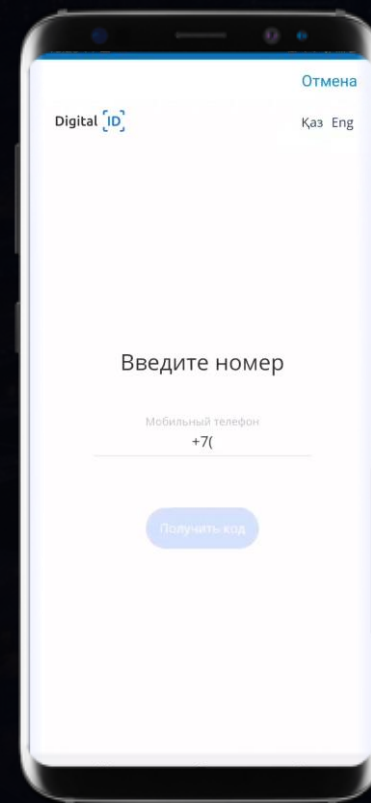 Отмена
Digital ID
Қаз Eng
Введите номер
Мобильный телефон
+7(
Получить код